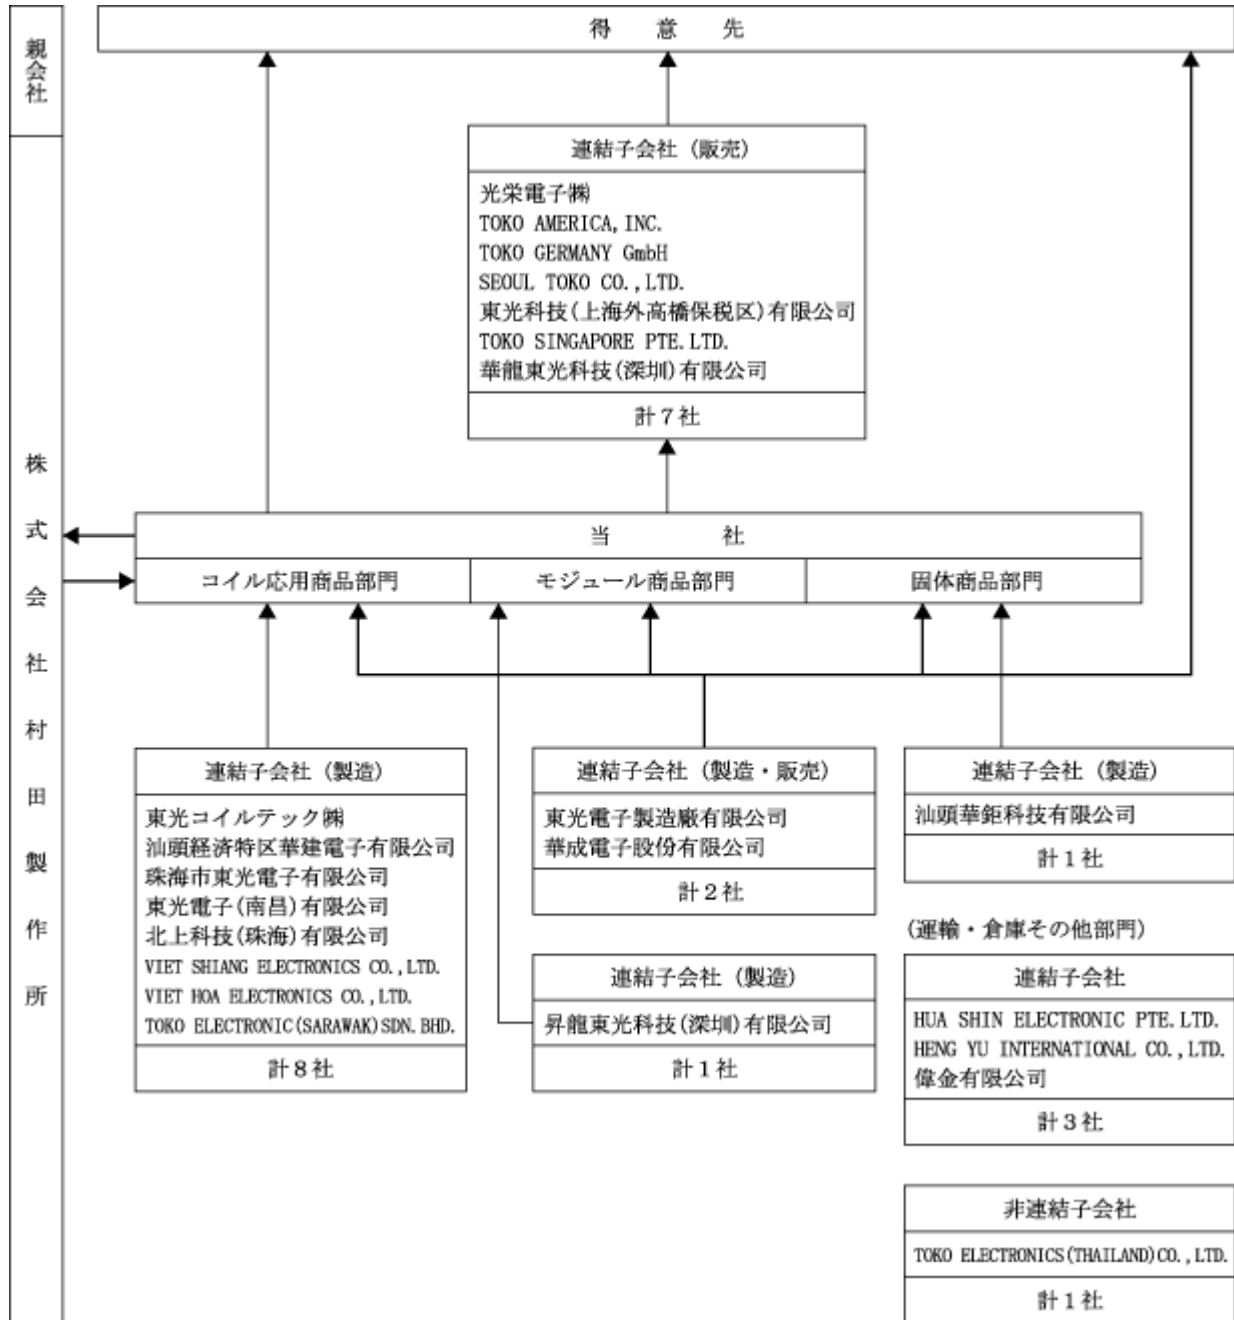 親会社
株式会社村田製作所
得意先
連結子会社（販売）
光栄電子㈱
TOKO AMERICA,INC.
TOKO GERMANY GmbH
SEOUL TOKO CO.,LTD.
東光科技(上海外高橋保税区)有限公司
TOKO SINGAPORE PTE.LTD.
華龍東光科技(深圳)有限公司
計７社
当社
コイル応用商品部門
モジュール商品部門
固体商品部門
連結子会社（製造）
東光コイルテック㈱
汕頭経済特区華建電子有限公司
珠海市東光電子有限公司
東光電子(南昌)有限公司
北上科技(珠海)有限公司
VIET SHIANG ELECTRONICS CO.,LTD.
VIET HOA ELECTRONICS CO.,LTD.
TOKO ELECTRONIC(SARAWAK)SDN.BHD.
計８社
連結子会社（製造・販売）
東光電子製造廠有限公司
華成電子股份有限公司
計２社
連結子会社（製造）
昇龍東光科技(深圳)有限公司
計１社
連結子会社（製造）
汕頭華鉅科技有限公司
計１社
(運輸・倉庫その他部門)
連結子会社
HUA SHIN ELECTRONIC PTE.LTD.
HENG YU INTERNATIONAL CO.,LTD.
偉金有限公司
計３社
非連結子会社
TOKO ELECTRONICS(THAILAND)CO.,LTD.
計１社